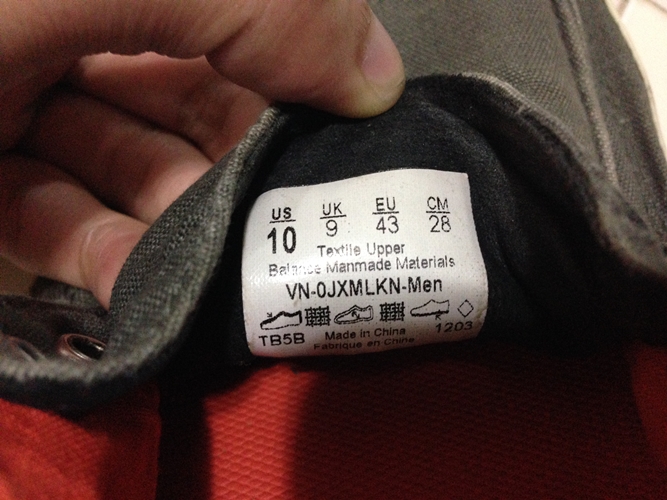 US UK EU CM
10 9 43 28
Textile Upper
Balance Manmade Materials
VN-0JXMLKN-Men
TB5B Made in China 1203
Fabrique en Chine